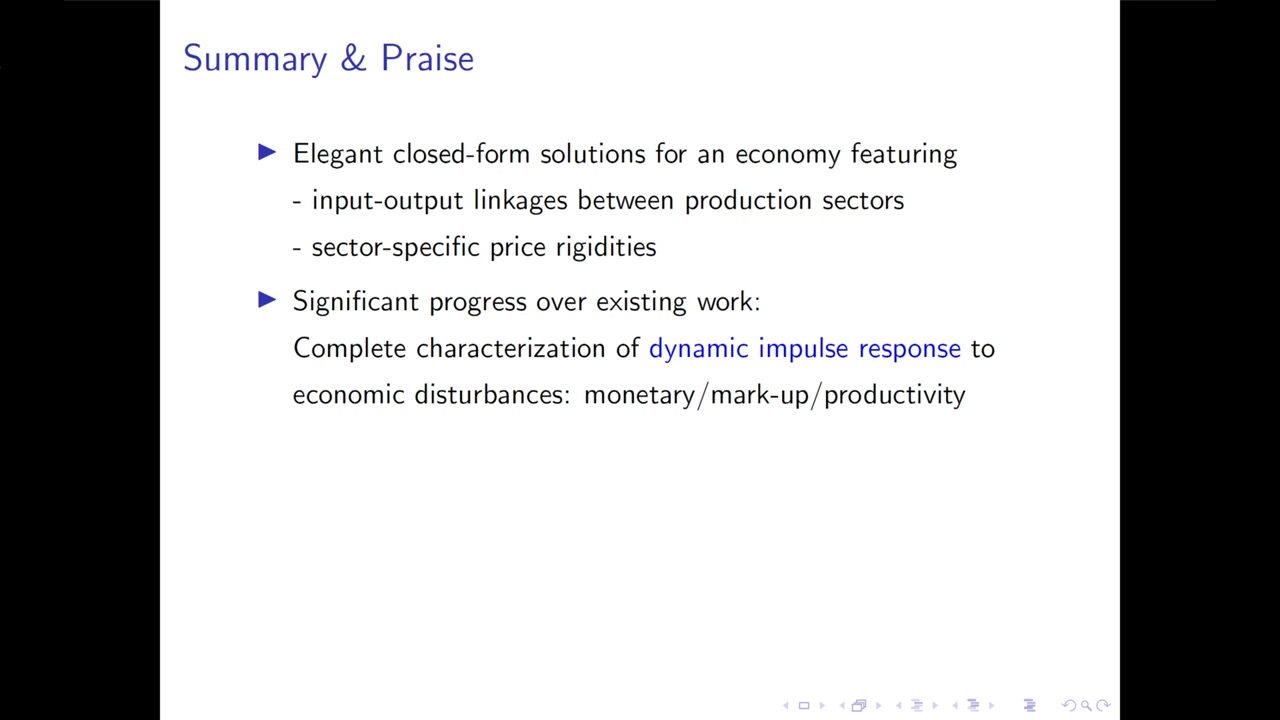 Summary & Praise
▶ Elegant closed-form solutions for an economy featuring
- input-output linkages between production sectors
- sector-specific price rigidities
▶ Significant progress over existing work:
Complete characterization of dynamic impulse response to
economic disturbances: monetary/mark-up/productivity